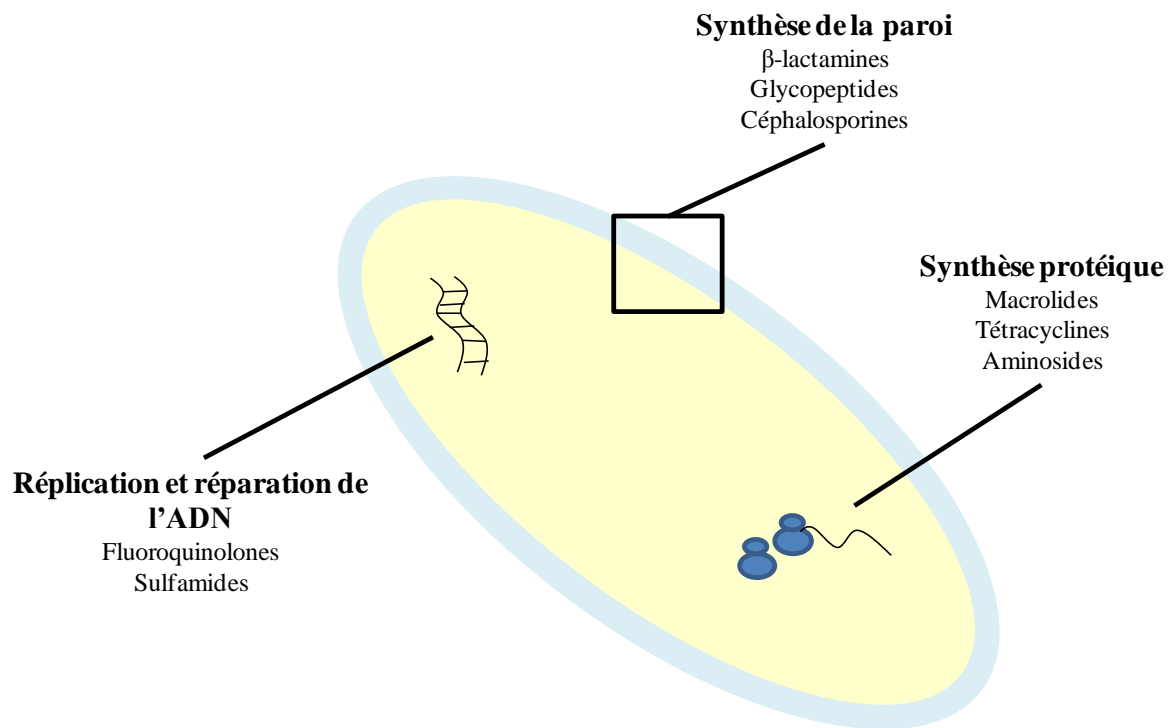 Synthèse de la paroi
β-lactamines
Glycopeptides
Céphalosporines
Synthèse protéique
Macrolides
Tétracyclines
Aminosides
Réplication et réparation de
l’ADN
Fluoroquinolones
Sulfamides